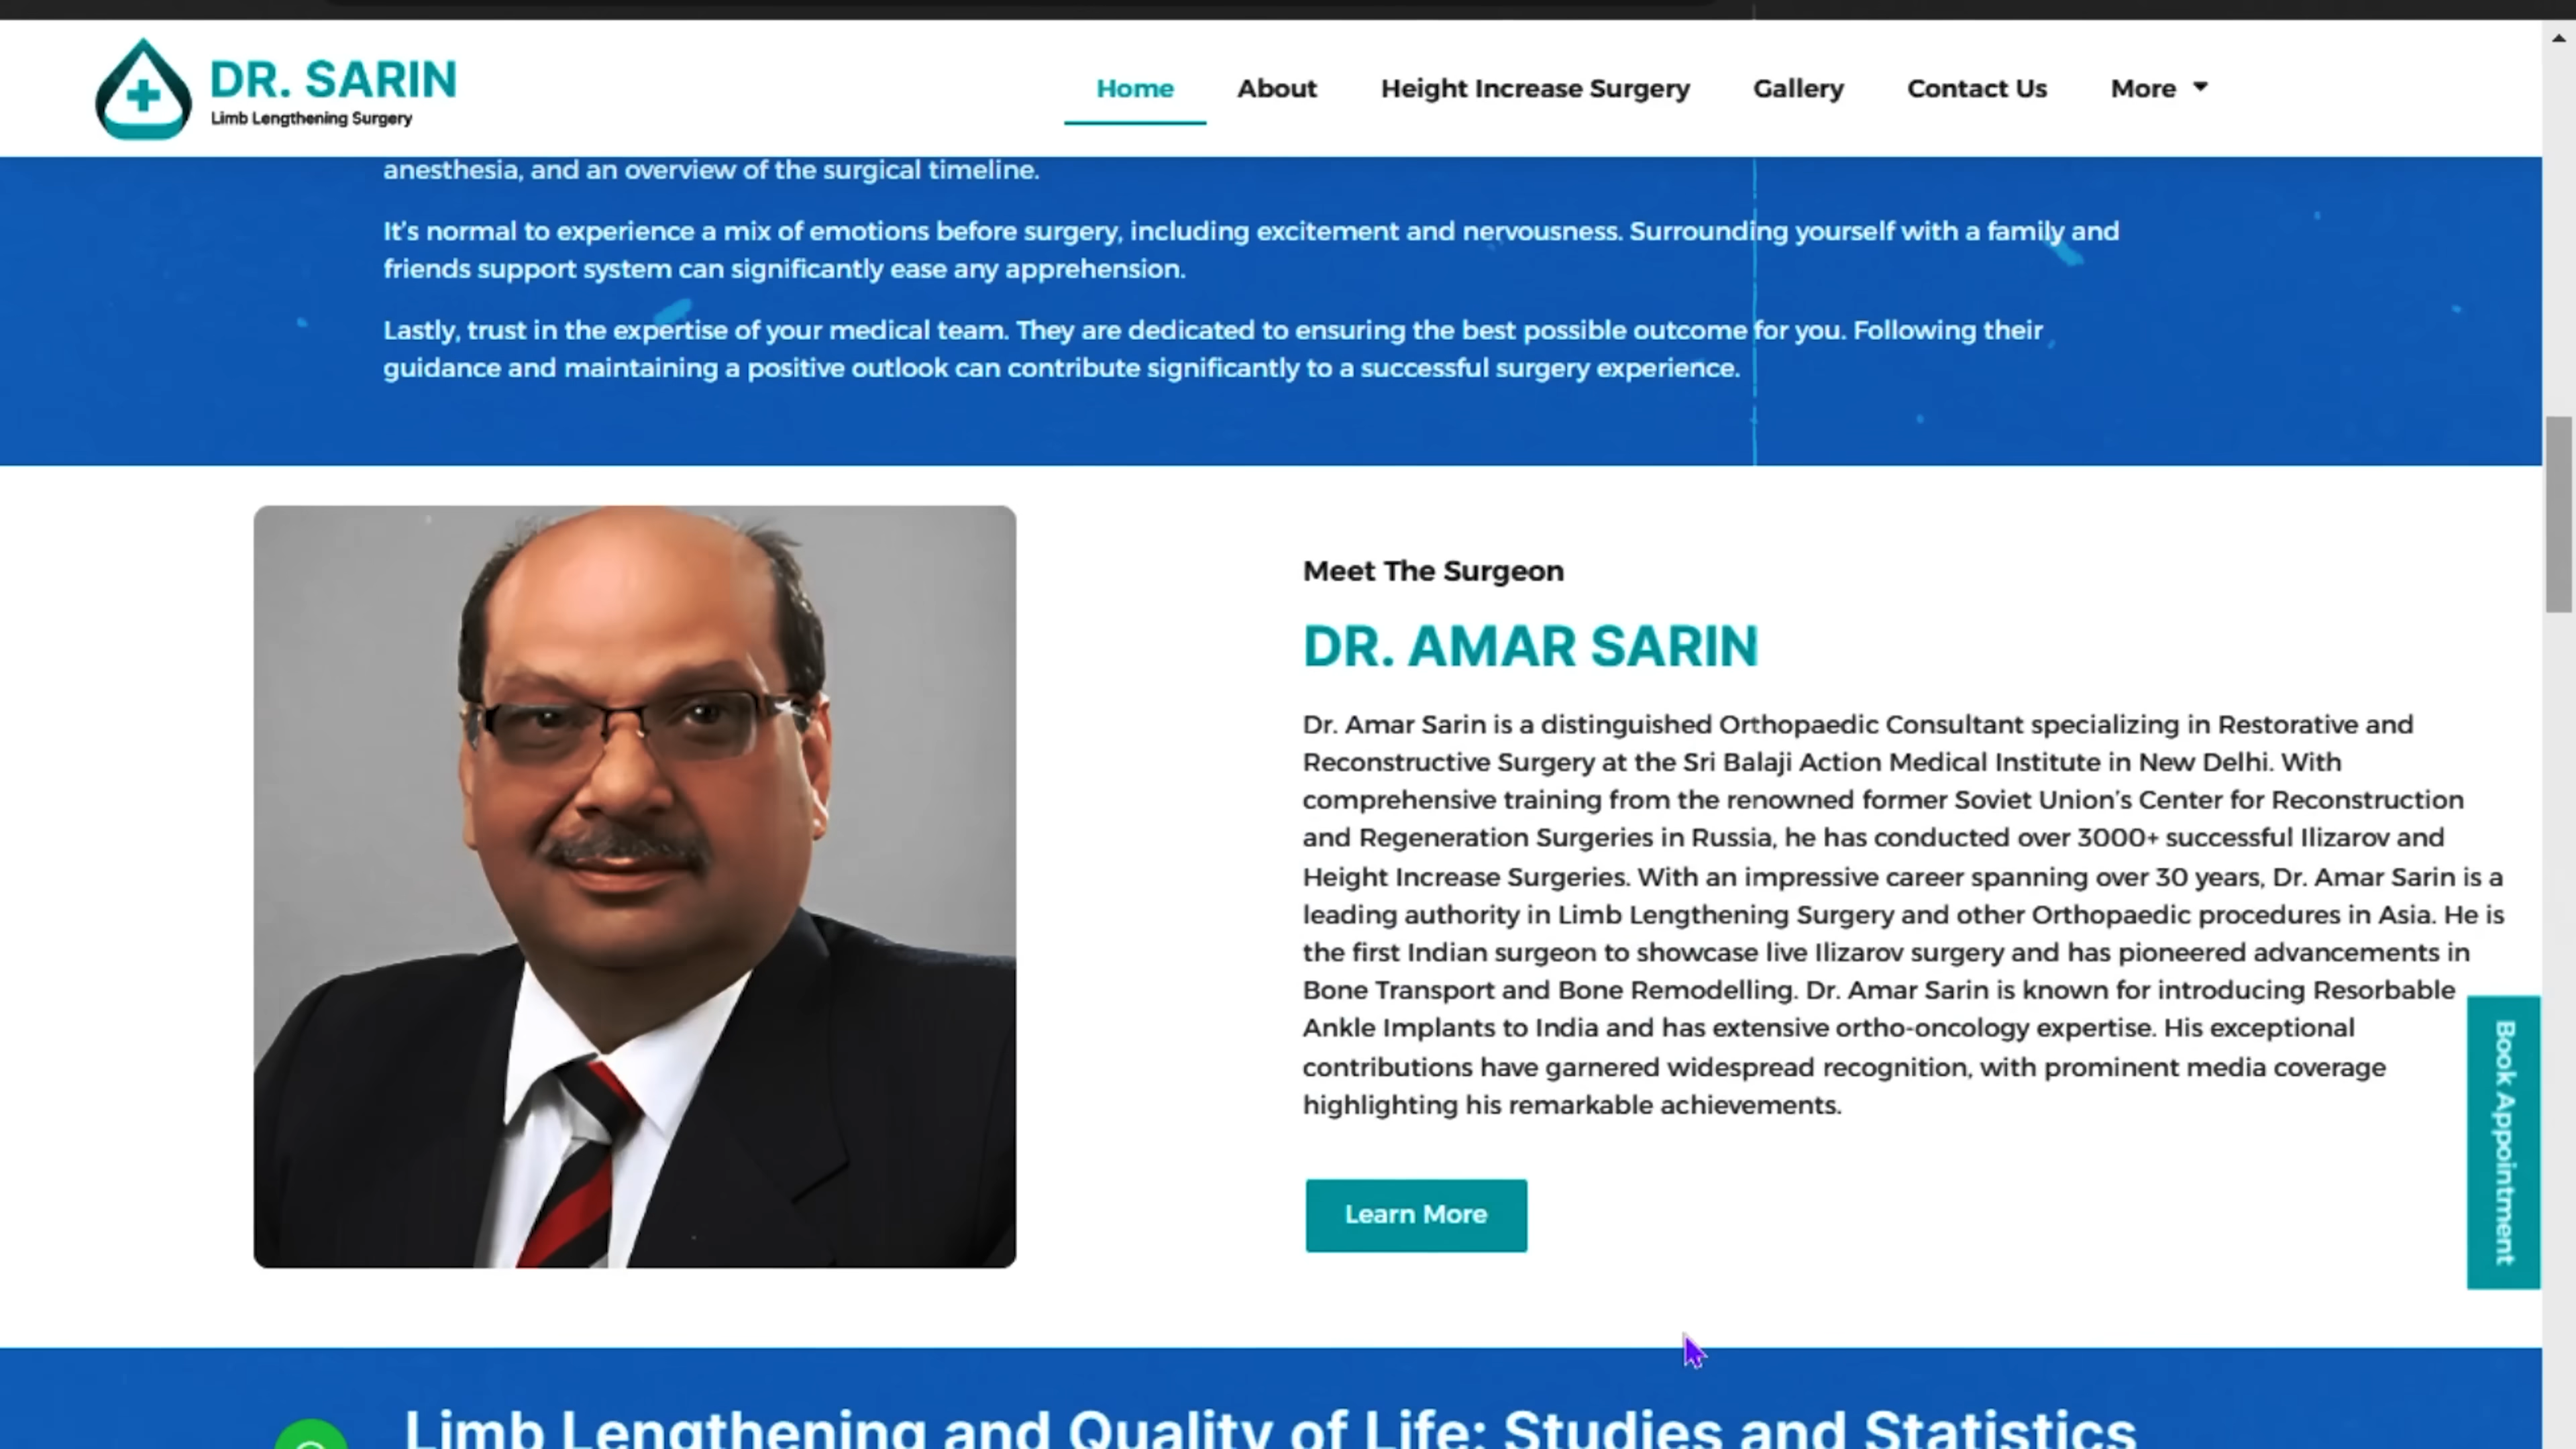 DR. SARIN
Limb Lengthening Surgery
Home
About
Height Increase Surgery
Gallery
Contact Us
More
anesthesia, and an overview of the surgical timeline.
It's normal to experience a mix of emotions before surgery, including excitement and nervousness. Surrounding yourself with a family and
friends support system can significantly ease any apprehension.
Lastly, trust in the expertise of your medical team. They are dedicated to ensuring the best possible outcome for you. Following their
guidance and maintaining a positive outlook can contribute significantly to a successful surgery experience.
Meet The Surgeon
DR. AMAR SARIN
Dr. Amar Sarin is a distinguished Orthopaedic Consultant specializing in Restorative and
Reconstructive Surgery at the Sri Balaji Action Medical Institute in New Delhi. With
comprehensive training from the renowned former Soviet Union's Center for Reconstruction
and Regeneration Surgeries in Russia, he has conducted over 3000+ successful Ilizarov and
Height Increase Surgeries. With an impressive career spanning over 30 years, Dr. Amar Sarin is a
leading authority in Limb Lengthening Surgery and other Orthopaedic procedures in Asia. He is
the first Indian surgeon to showcase live Ilizarov surgery and has pioneered advancements in
Bone Transport and Bone Remodelling. Dr. Amar Sarin is known for introducing Resorbable
Ankle Implants to India and has extensive ortho-oncology expertise. His exceptional
contributions have garnered widespread recognition, with prominent media coverage
highlighting his remarkable achievements.
Learn More
Book Appointment
Limb Lengthening and Quality of Life: Studies and Statistics